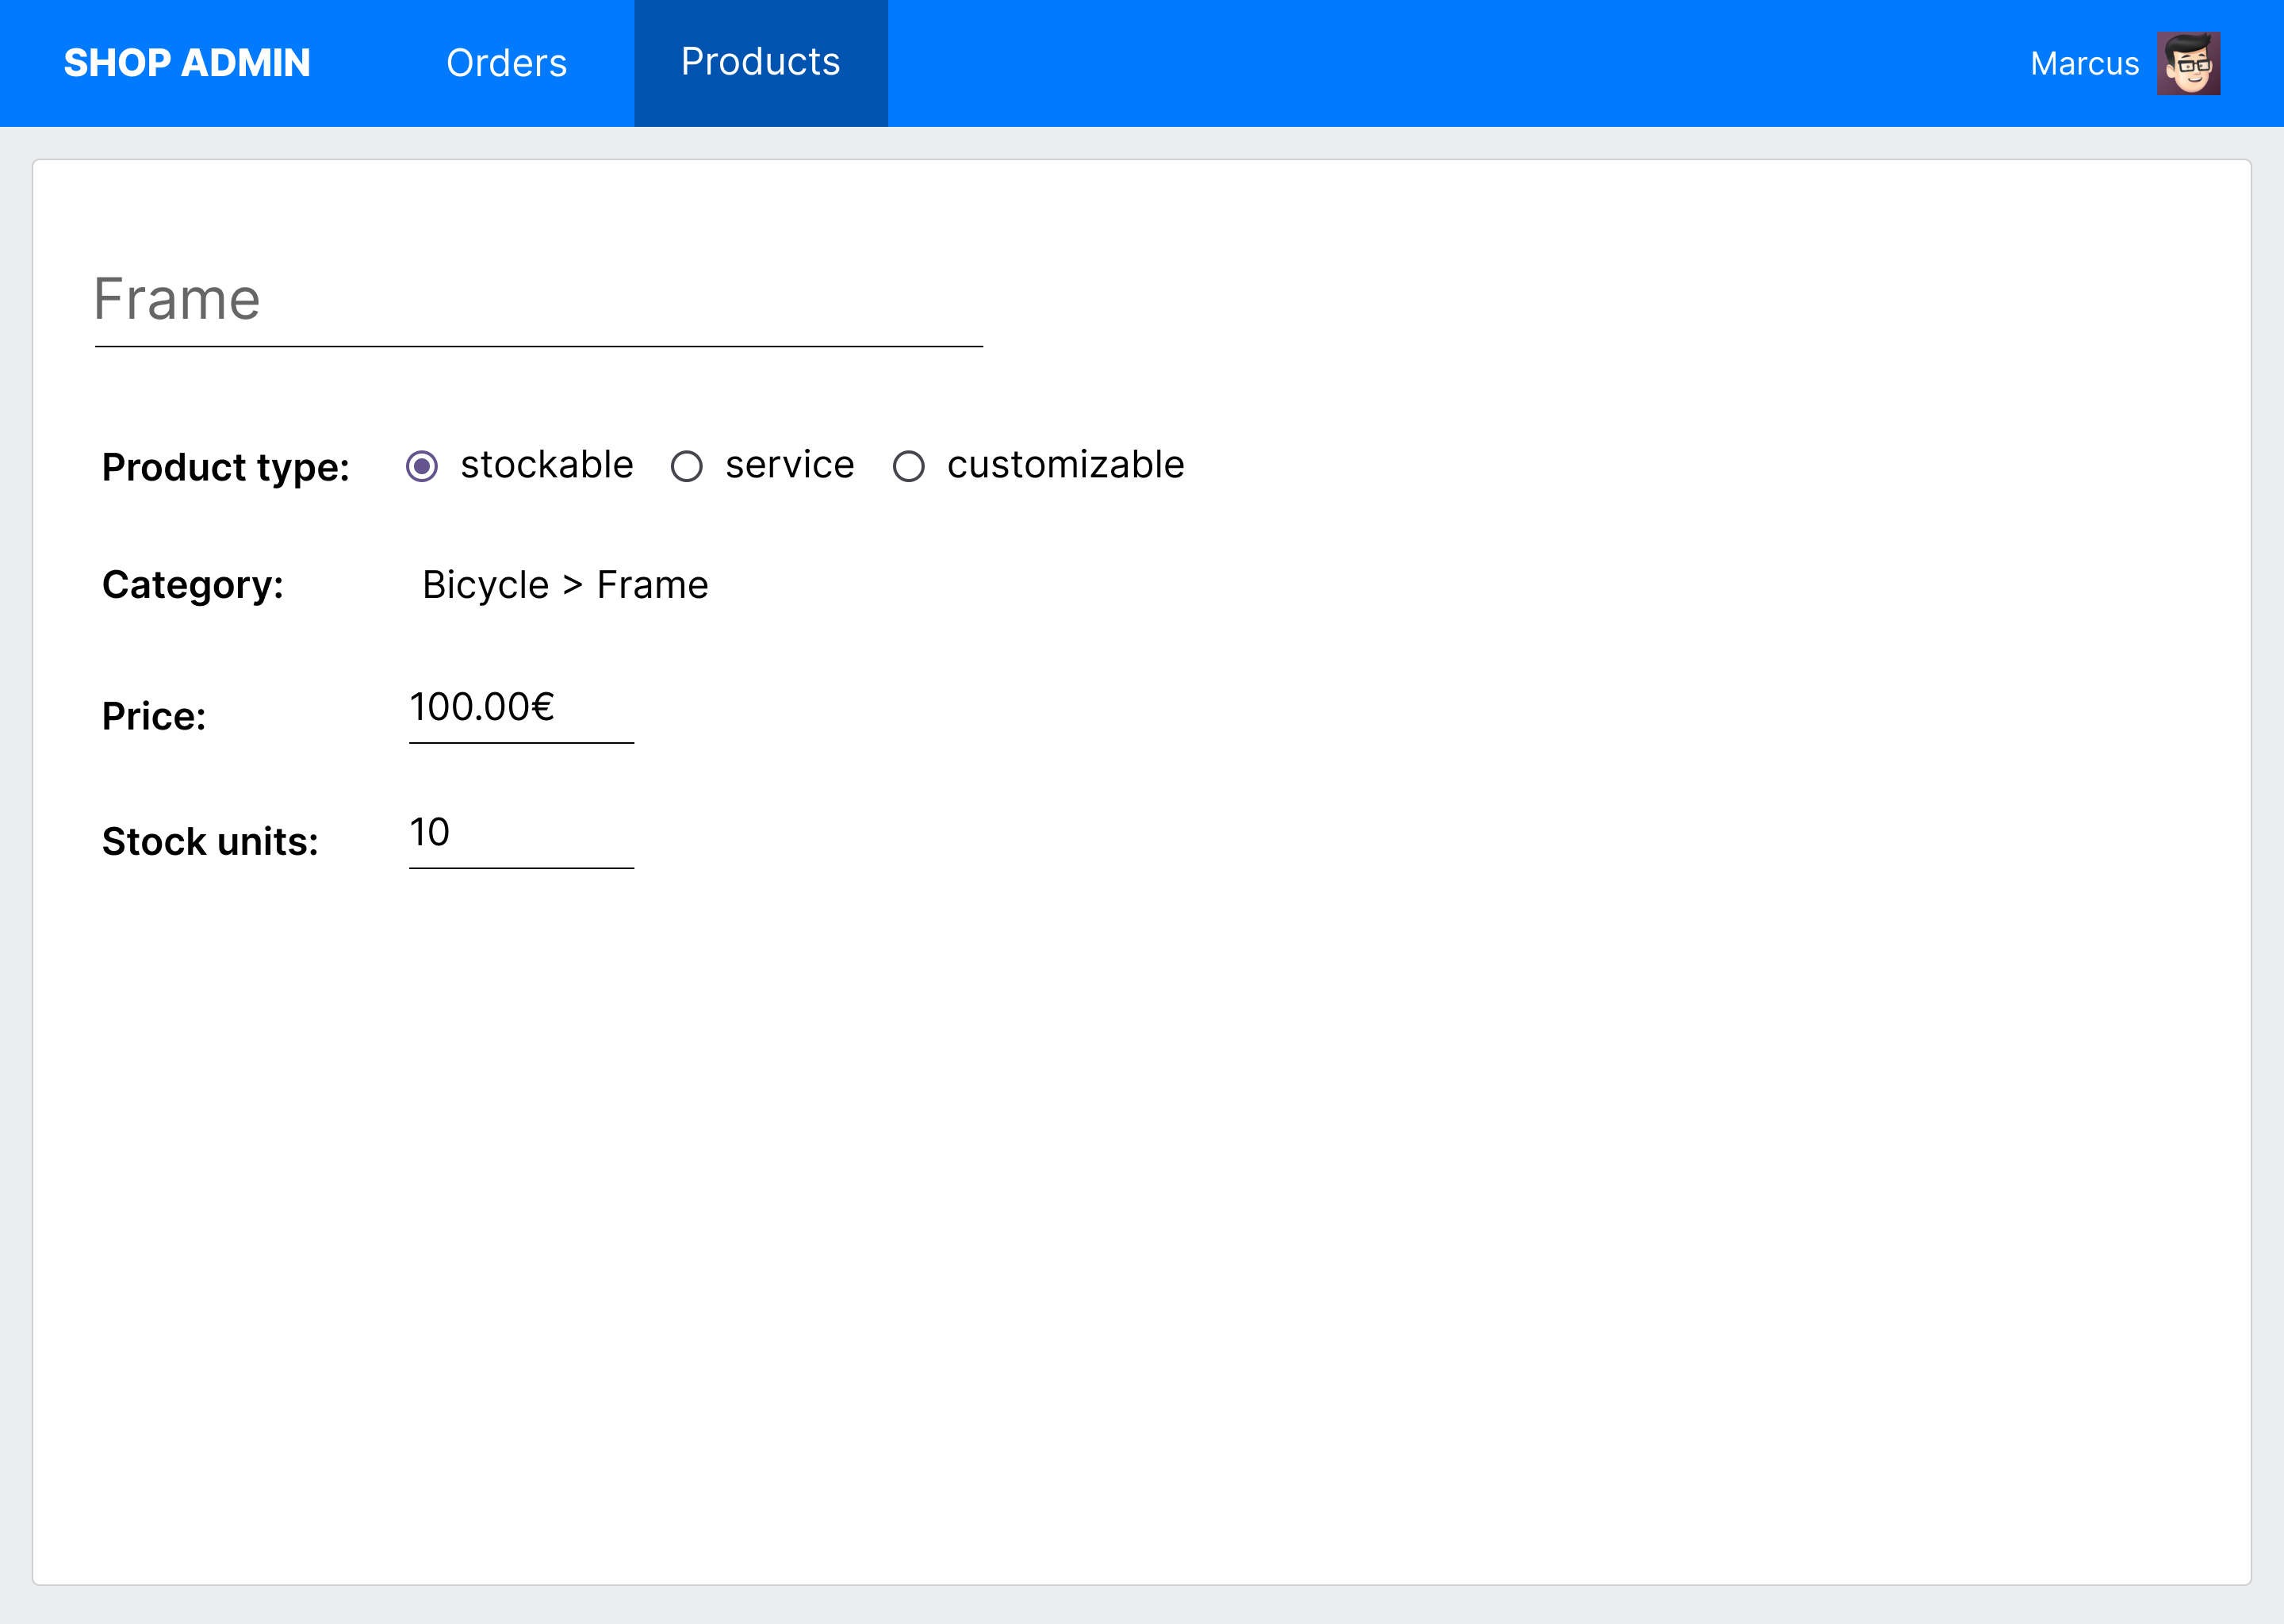 SHOP ADMIN Orders Products Marcus
Frame
Product type: stockable service customizable
Category: Bicycle > Frame
Price: 100.00€
Stock units: 10